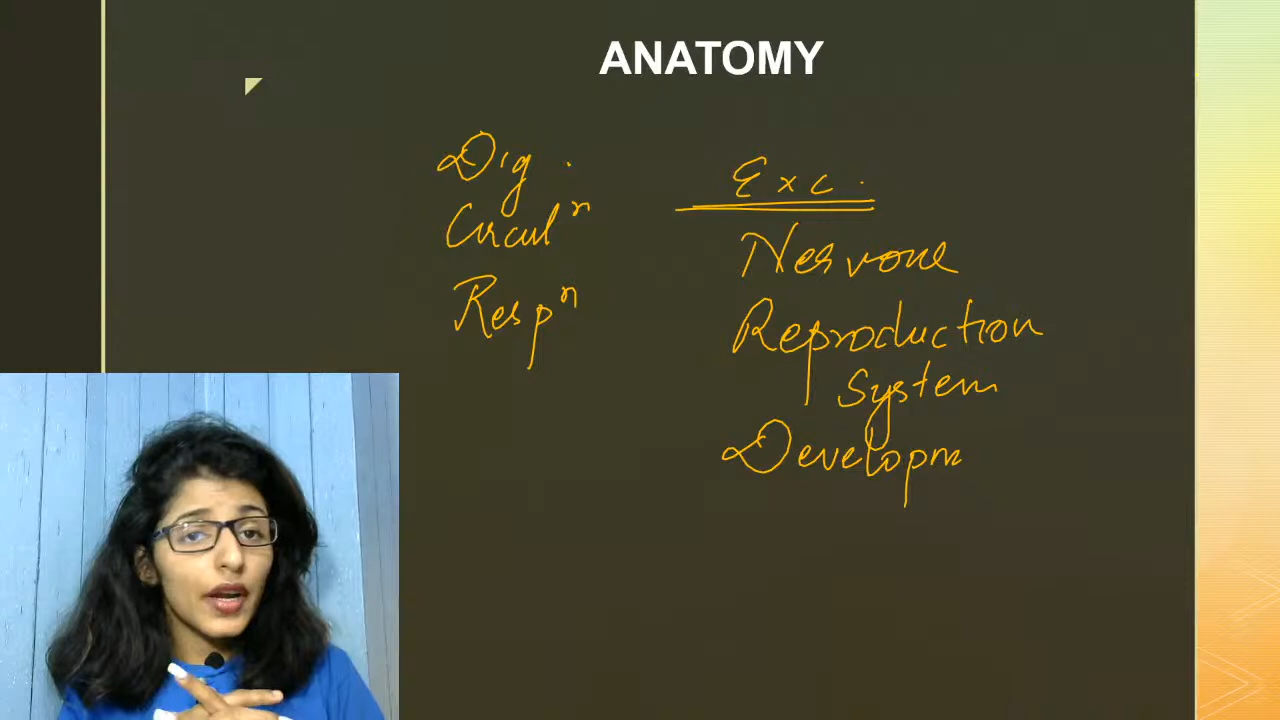 ANATOMY
Dig.
Circulⁿ
Respⁿ
Exc.
Nervous
Reproduction
System
Developm